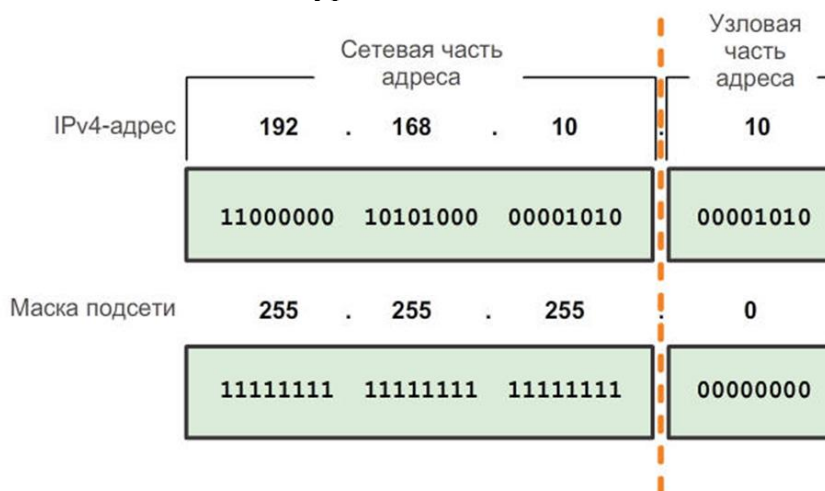 Сетевая часть
адреса
Узловая
часть
адреса
IPv4-адрес 192 . 168 . 10 . 10
11000000 10101000 00001010 00001010
Маска подсети 255 . 255 . 255 . 0
11111111 11111111 11111111 00000000